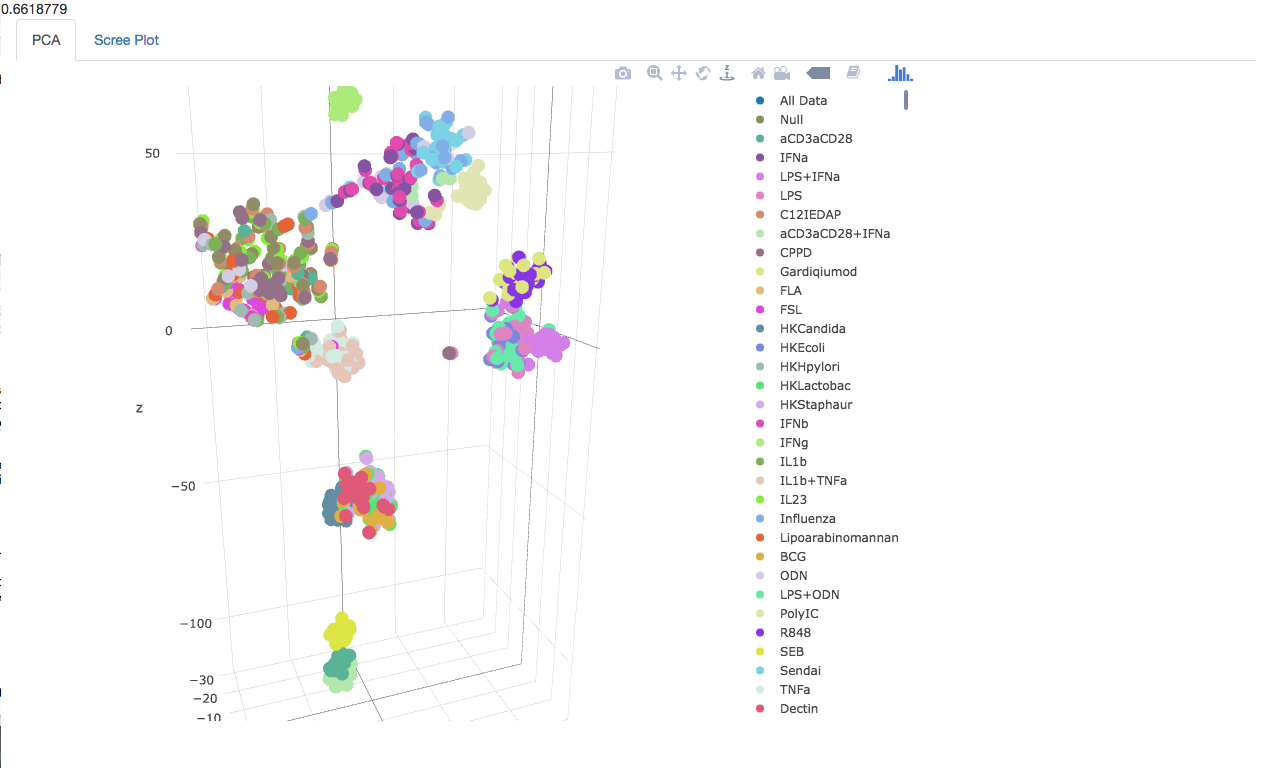 0.6618779
PCA
Scree Plot
z
50
0
z
−50
−100
−30
−20
−10
All Data
Null
aCD3aCD28
IFNa
LPS+IFNa
LPS
C12IEDAP
aCD3aCD28+IFNa
CPPD
Gardiqiumod
FLA
FSL
HKCandida
HKEcoli
HKHpylori
HKLactobac
HKStaphaur
IFNb
IFNg
IL1b
IL1b+TNFa
IL23
Influenza
Lipoarabinomannan
BCG
ODN
LPS+ODN
PolyIC
R848
SEB
Sendai
TNFa
Dectin